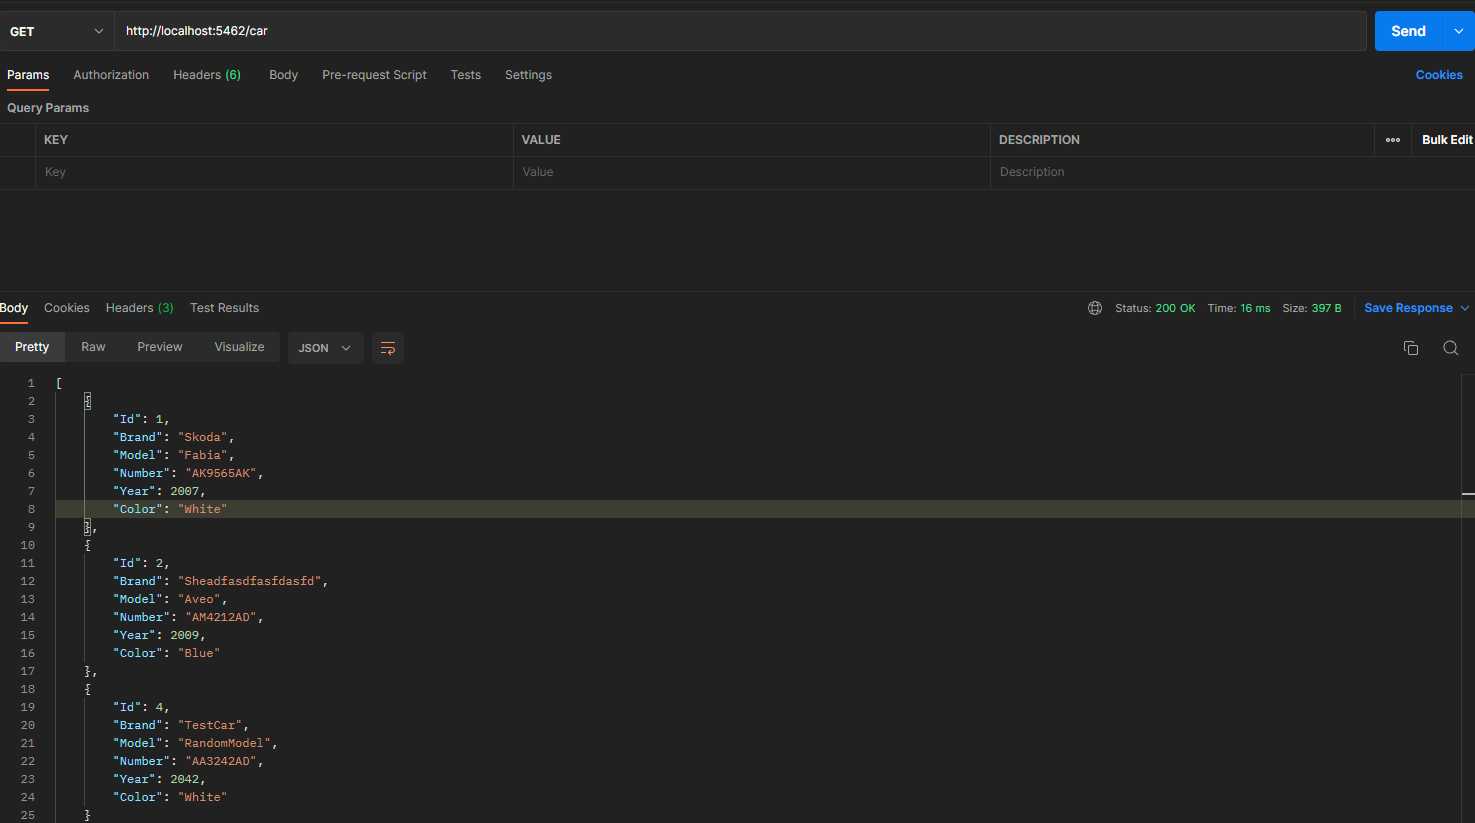 GET http://localhost:5462/car Send
Params Authorization Headers (6) Body Pre-request Script Tests Settings Cookies
Query Params
KEY VALUE DESCRIPTION ooo Bulk Edit
Key Value Description
Body Cookies Headers (3) Test Results Status: 200 OK Time: 16 ms Size: 397 B Save Response
Pretty Raw Preview Visualize JSON
1 [
2 {
3 "Id": 1,
4 "Brand": "Skoda",
5 "Model": "Fabia",
6 "Number": "AK9565AK",
7 "Year": 2007,
8 "Color": "White"
9 },
10 {
11 "Id": 2,
12 "Brand": "Sheadfasdfasfdasfd",
13 "Model": "Aveo",
14 "Number": "AM4212AD",
15 "Year": 2009,
16 "Color": "Blue"
17 },
18 {
19 "Id": 4,
20 "Brand": "TestCar",
21 "Model": "RandomModel",
22 "Number": "AA3242AD",
23 "Year": 2042,
24 "Color": "White"
25 }